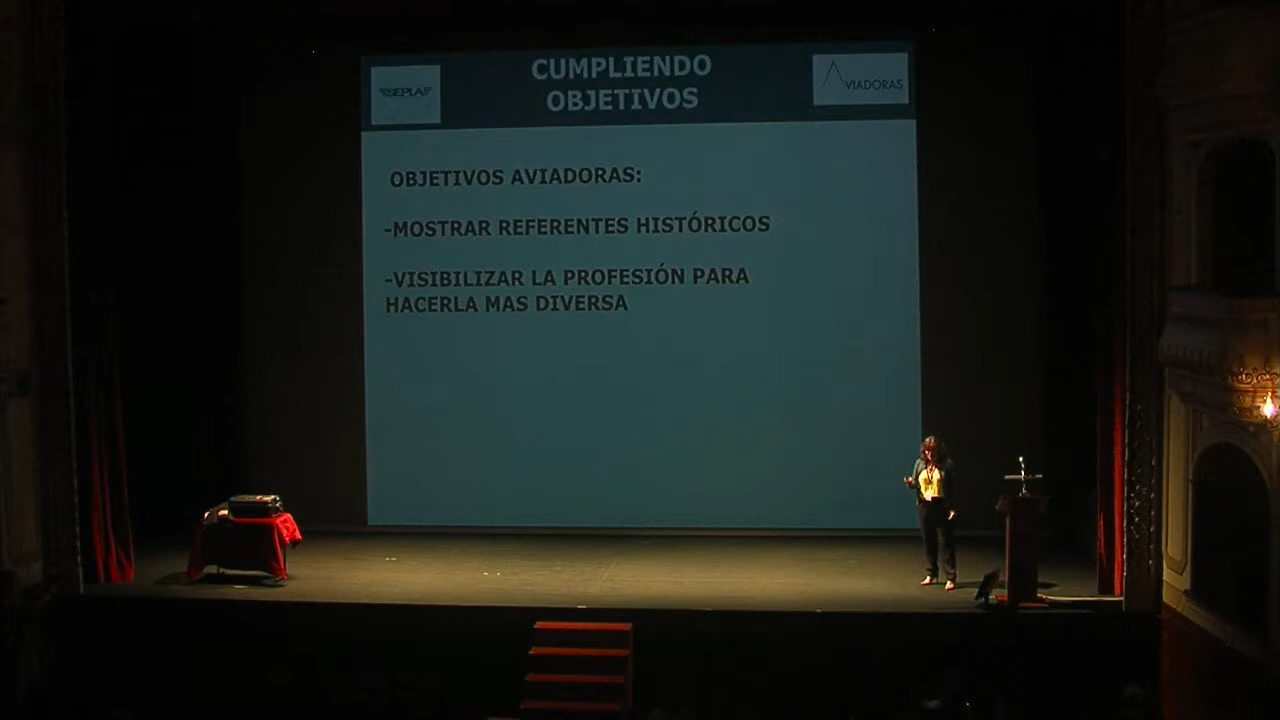 CUMPLIENDO
OBJETIVOS
SEPLA
AVIADORAS
OBJETIVOS AVIADORAS:
-MOSTRAR REFERENTES HISTÓRICOS
-VISIBILIZAR LA PROFESIÓN PARA
HACERLA MAS DIVERSA